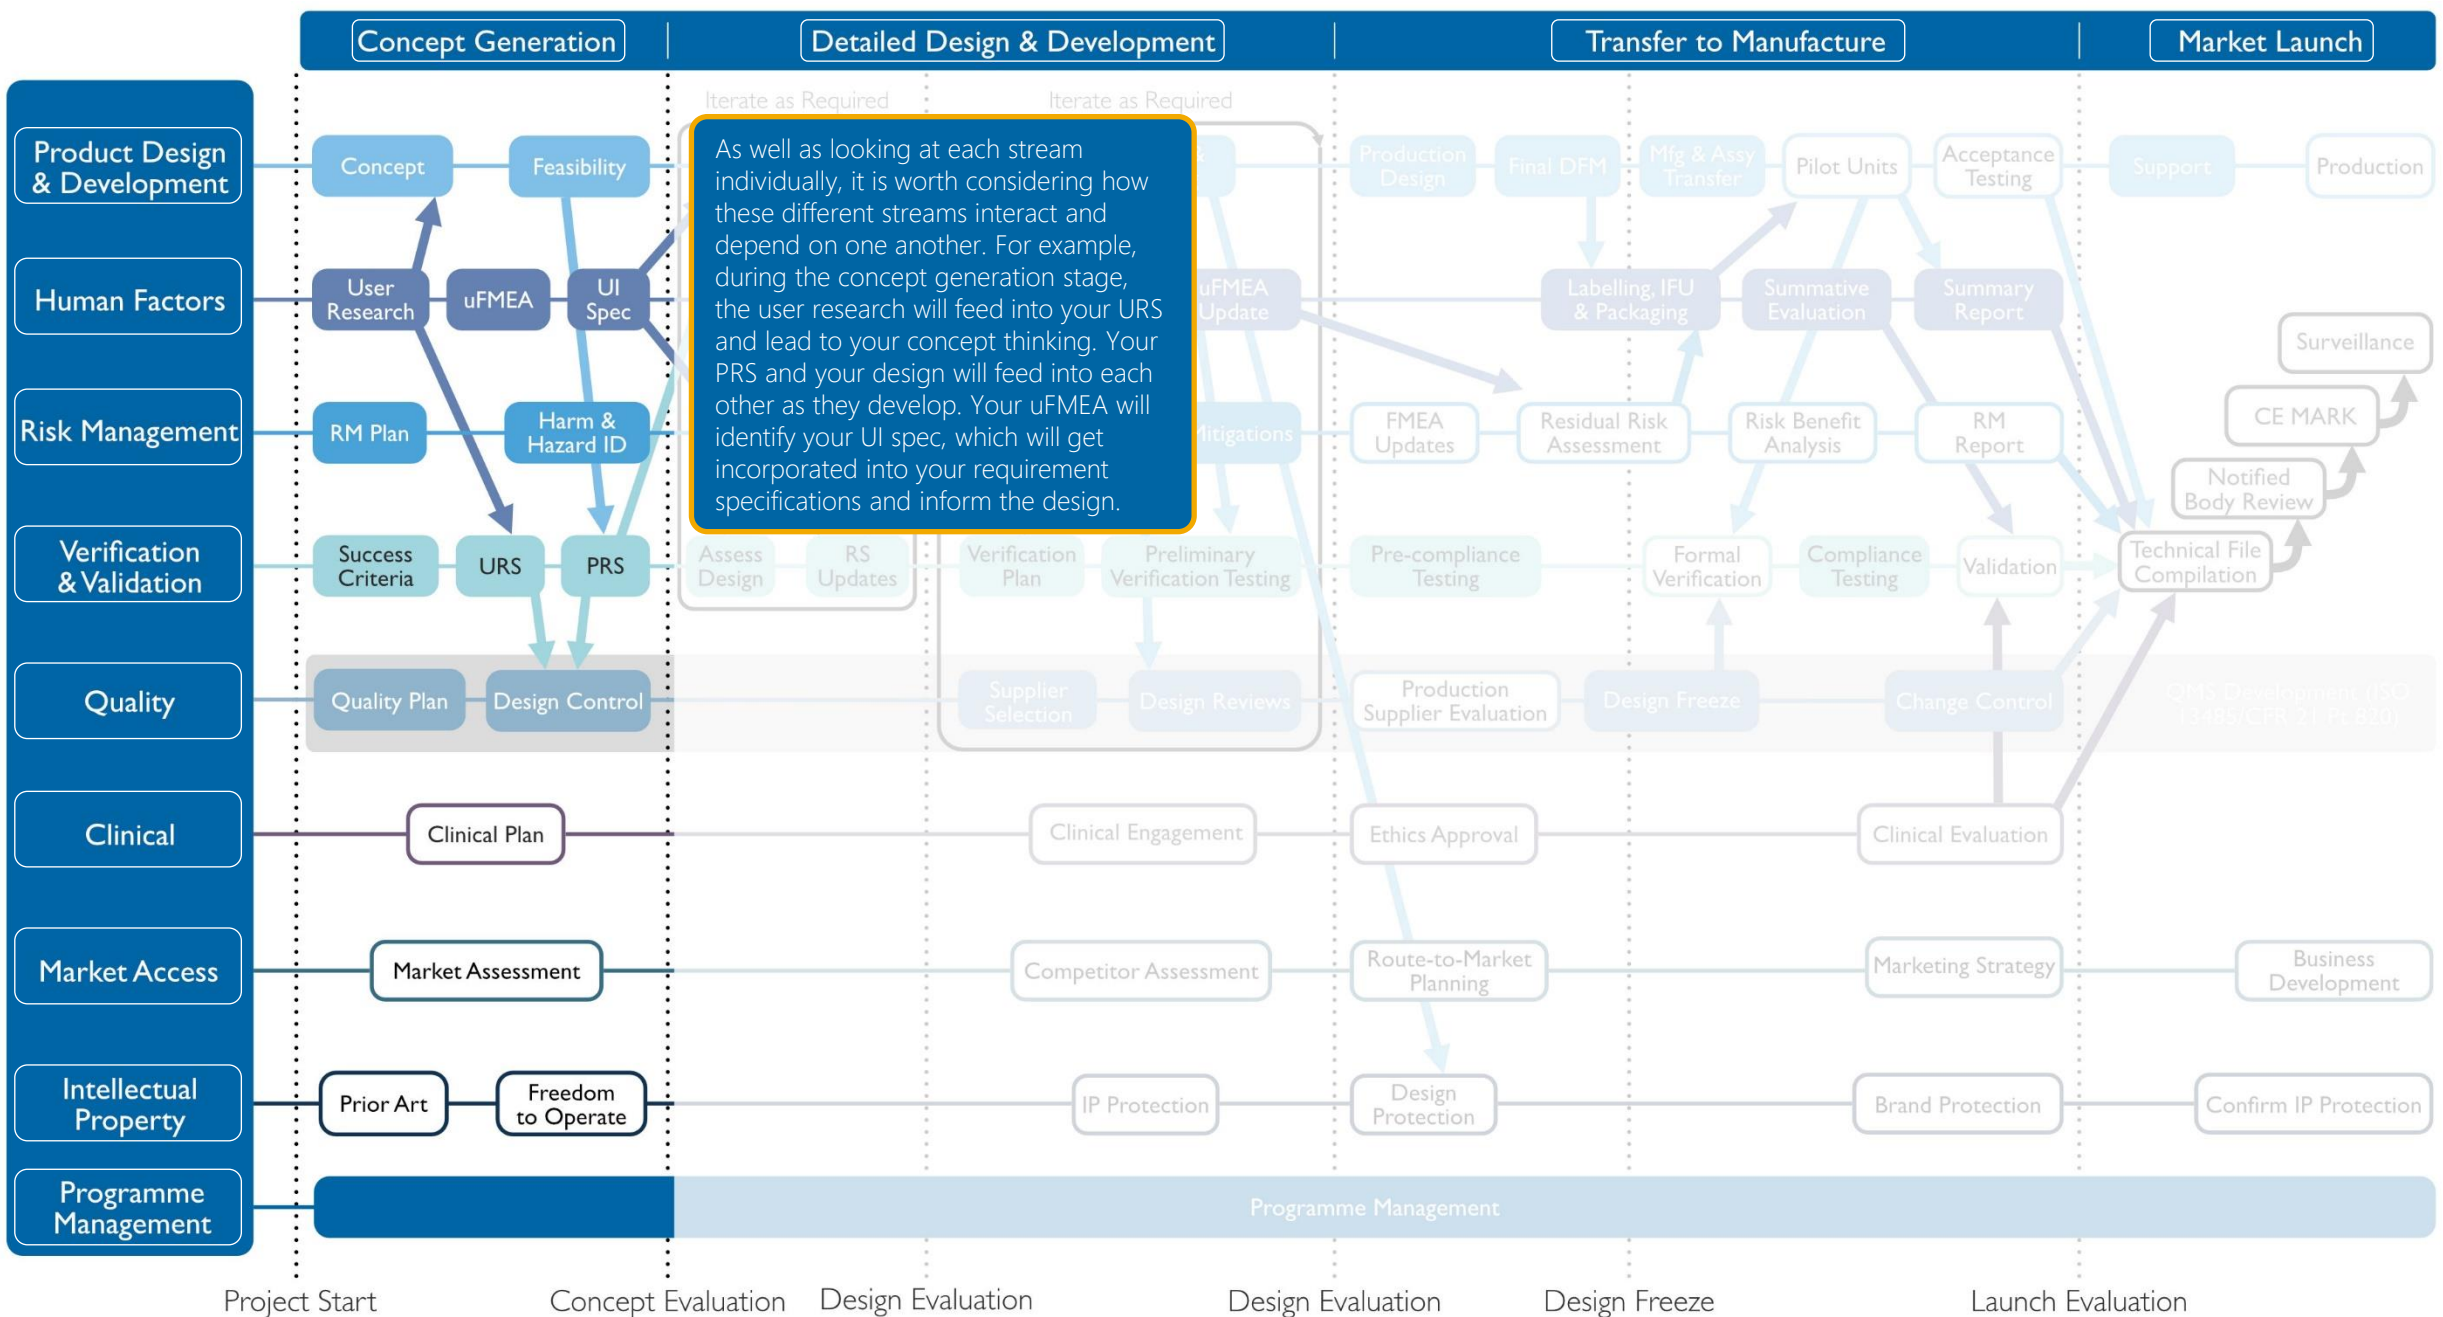 Concept Generation
Detailed Design & Development
Transfer to Manufacture
Market Launch
Iterate as Required
Iterate as Required
Product Design
& Development
Concept
Feasibility
&
Production
Design
Final DFM
Mfg & Assy
Transfer
Pilot Units
Acceptance
Testing
Support
Production
As well as looking at each stream
individually, it is worth considering how
these different streams interact and
depend on one another. For example,
during the concept generation stage,
the user research will feed into your URS
and lead to your concept thinking. Your
PRS and your design will feed into each
other as they develop. Your uFMEA will
identify your UI spec, which will get
incorporated into your requirement
specifications and inform the design.
Human Factors
User
Research
uFMEA
UI
Spec
uFMEA
Update
Labelling, IFU
& Packaging
Summative
Evaluation
Summary
Report
Surveillance
CE MARK
Notified
Body Review
Risk Management
RM Plan
Harm &
Hazard ID
Mitigations
FMEA
Updates
Residual Risk
Assessment
Risk Benefit
Analysis
RM
Report
Verification
& Validation
Success
Criteria
URS
PRS
Assess
Design
RS
Updates
Verification
Plan
Preliminary
Verification Testing
Pre-compliance
Testing
Formal
Verification
Compliance
Testing
Validation
Technical File
Compilation
Quality
Quality Plan
Design Control
Supplier
Selection
Design Reviews
Production
Supplier Evaluation
Design Freeze
Change Control
QMS Development (ISO
13485/CFR 21 Pt 820)
Clinical
Clinical Plan
Clinical Engagement
Ethics Approval
Clinical Evaluation
Market Access
Market Assessment
Competitor Assessment
Route-to-Market
Planning
Marketing Strategy
Business
Development
Intellectual
Property
Prior Art
Freedom
to Operate
IP Protection
Design
Protection
Brand Protection
Confirm IP Protection
Programme
Management
Programme Management
Project Start
Concept Evaluation
Design Evaluation
Design Evaluation
Design Freeze
Launch Evaluation